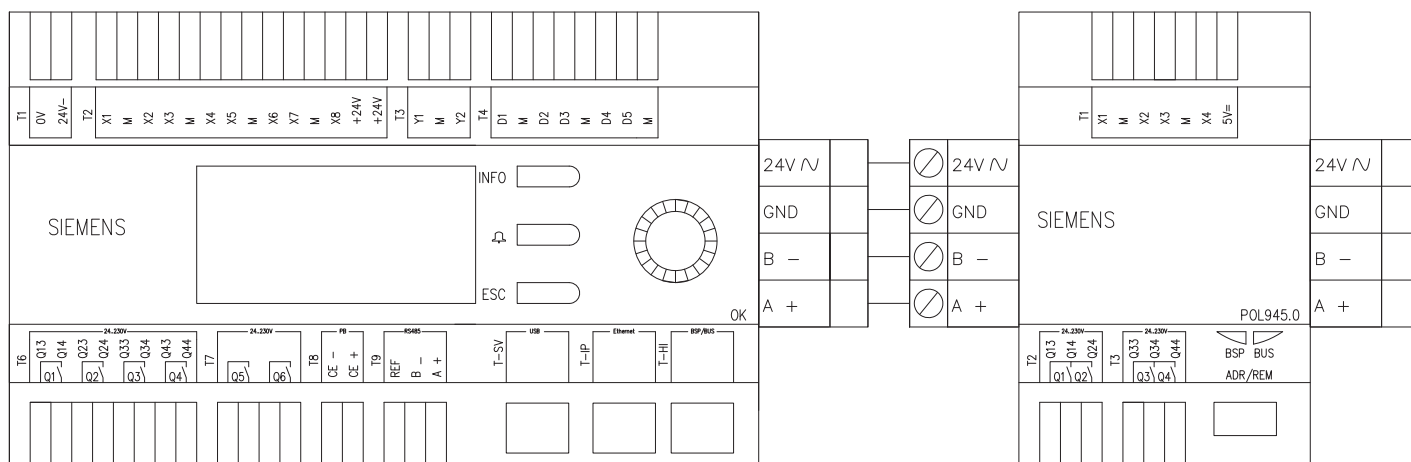 T1 0V 24V~
T2 X1 M X2 X3 M X4 X5 M X6 X7 M X8 +24V +24V
T3 Y1 M Y2
T4 D1 M D2 D3 M D4 D5 M
SIEMENS
INFO
ESC
OK
24V
GND
B -
A +
24V
GND
B -
A +
T6
24..230V
Q13 Q14 Q23 Q24 Q33 Q34 Q43 Q44
Q1 Q2 Q3 Q4
T7
24..230V
Q5 Q6
T8
PB
CE - CE +
T9
RS485
REF B - A +
T-SV
USB
T-IP
Ethernet
T-HI
BSP/BUS
T1 X1 M X2 X3 M X4 5V=
SIEMENS
POL945.0
24V
GND
B -
A +
T2
24..230V
Q13 Q14 Q24
Q1 Q2
T3
24..230V
Q33 Q34 Q44
Q3 Q4
BSP BUS
ADR/REM